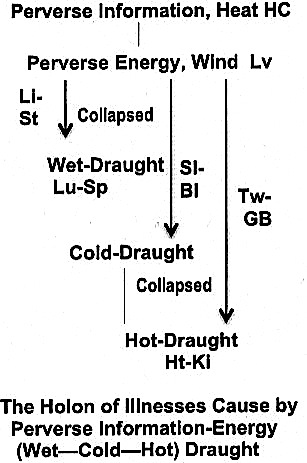 Perverse Information, Heat HC
Perverse Energy, Wind Lv
Li-
St
Collapsed
Wet-Draught
Lu-Sp
SI-
Bl
Tw-
GB
Cold-Draught
Collapsed
Hot-Draught
Ht-Ki
The Holon of Illnesses Cause by
Perverse Information-Energy
(Wet—Cold—Hot) Draught